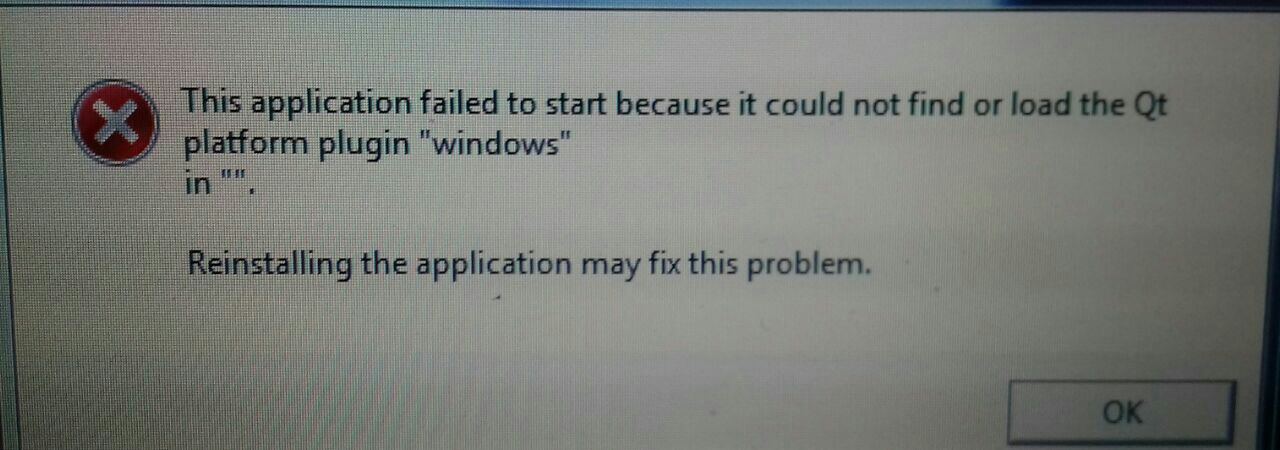 This application failed to start because it could not find or load the Qt
platform plugin "windows"
in "".
Reinstalling the application may fix this problem.
OK